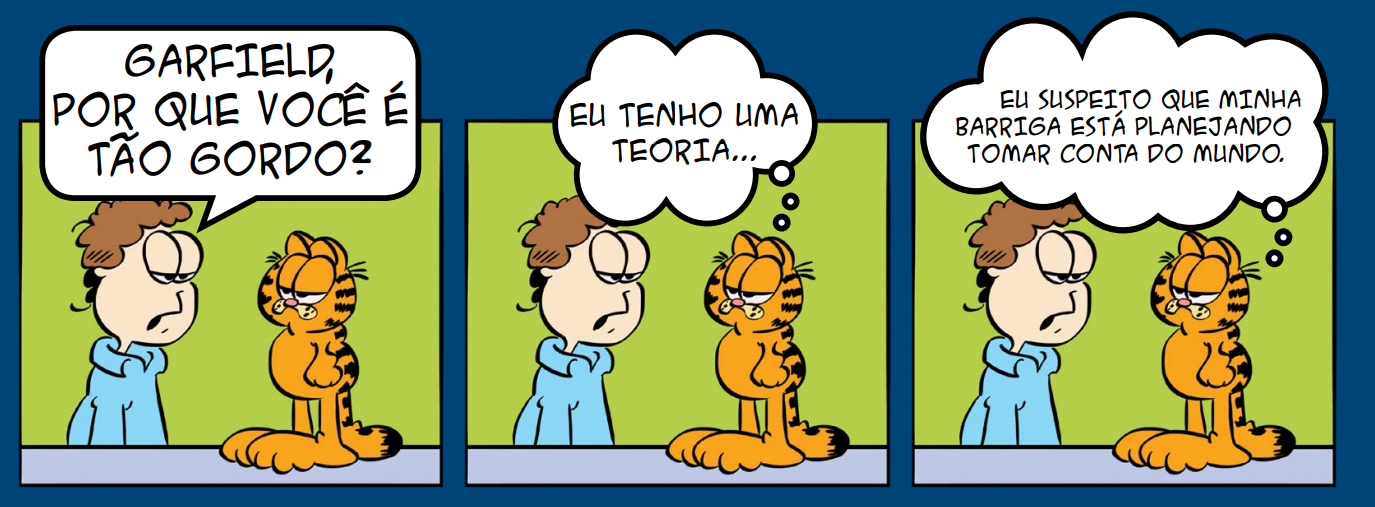 GARFIELD,
POR QUE VOCÊ É
TÃO GORDO?
EU TENHO UMA
TEORIA...
EU SUSPEITO QUE MINHA
BARRIGA ESTÁ PLANEJANDO
TOMAR CONTA DO MUNDO.